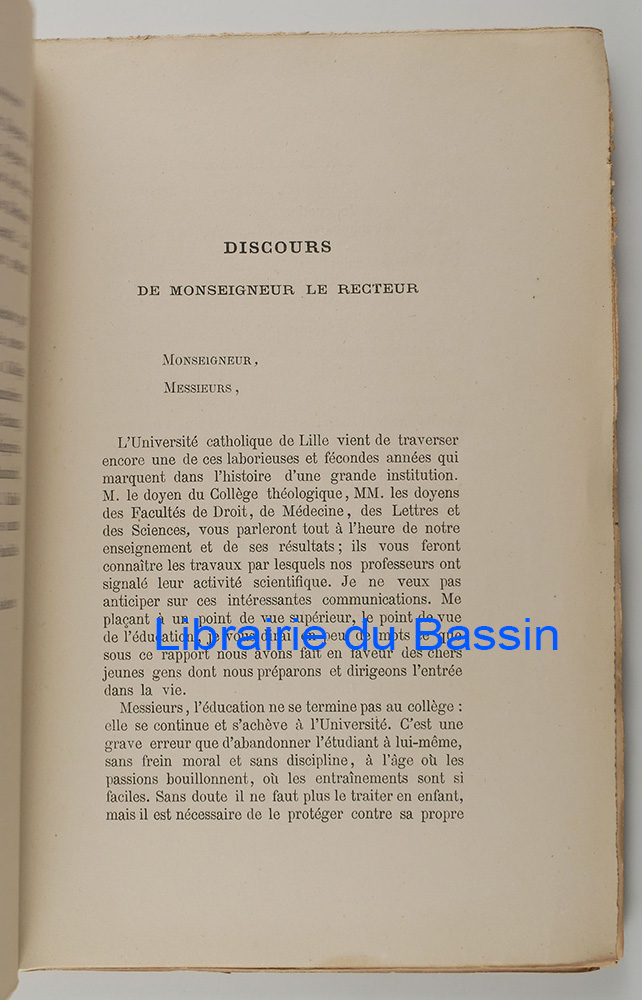 DISCOURS
DE MONSEIGNEUR LE RECTEUR
MONSEIGNEUR,
MESSIEURS,
L'Université catholique de Lille vient de traverser
encore une de ces laborieuses et fécondes années qui
marquent dans l'histoire d'une grande institution.
M. le doyen du Collège théologique, MM. les doyens
des Facultés de Droit, de Médecine, des Lettres et
des Sciences, vous parleront tout à l'heure de notre
enseignement et de ses résultats; ils vous feront
connaître les travaux par lesquels nos professeurs ont
signalé leur activité scientifique. Je ne veux pas
anticiper sur ces intéressantes communications. Me
plaçant à un point de vue supérieur, le point de vue
de l'éducation, je vous dirai en peu de mots ce que
Librairie du Bassin
sous ce rapport nous avons fait en faveur des chers
jeunes gens dont nous préparons et dirigeons l'entrée
dans la vie.
Messieurs, l'éducation ne se termine pas au collège :
elle se continue et s'achève à l'Université. C'est une
grave erreur que d'abandonner l'étudiant à lui-même,
sans frein moral et sans discipline, à l'âge où les
passions bouillonnent, où les entraînements sont si
faciles. Sans doute il ne faut plus le traiter en enfant,
mais il est nécessaire de le protéger contre sa propre